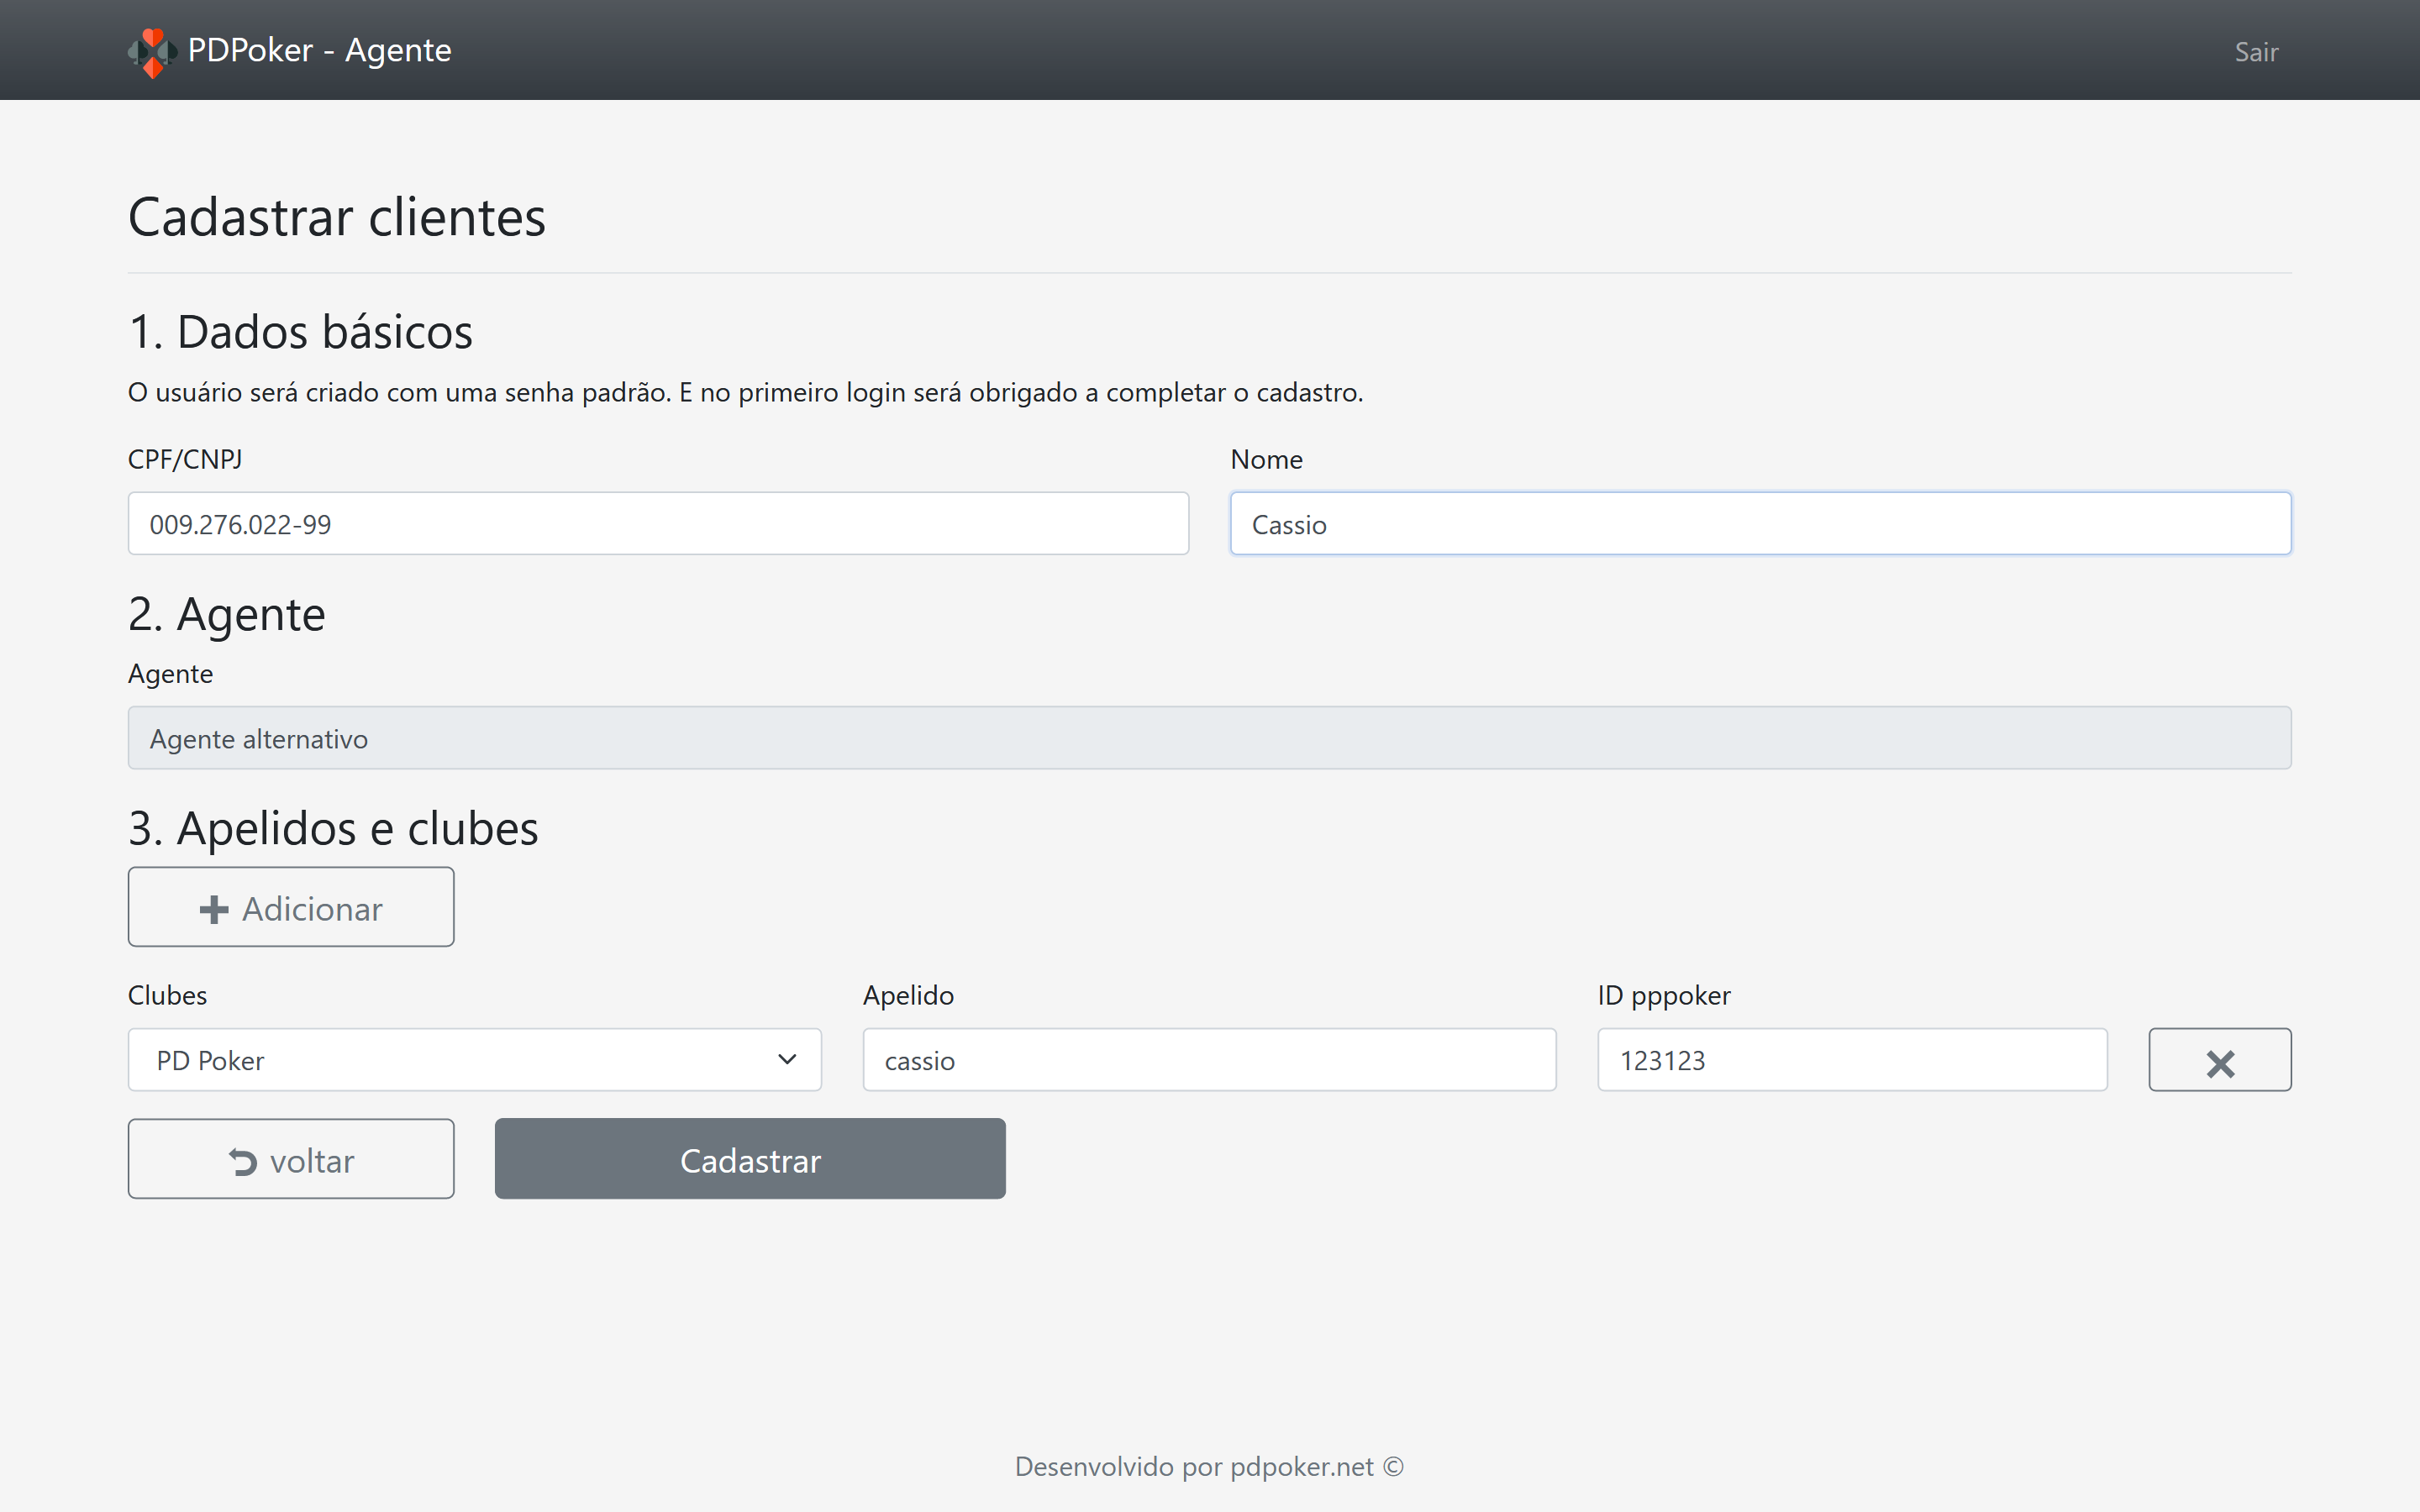 PDPoker - Agente
Sair
Cadastrar clientes
1. Dados básicos
O usuário será criado com uma senha padrão. E no primeiro login será obrigado a completar o cadastro.
CPF/CNPJ
Nome
009.276.022-99
Cassio
2. Agente
Agente
Agente alternativo
3. Apelidos e clubes
Adicionar
Clubes
Apelido
ID pppoker
PD Poker
cassio
123123
voltar
Cadastrar
Desenvolvido por pdpoker.net ©